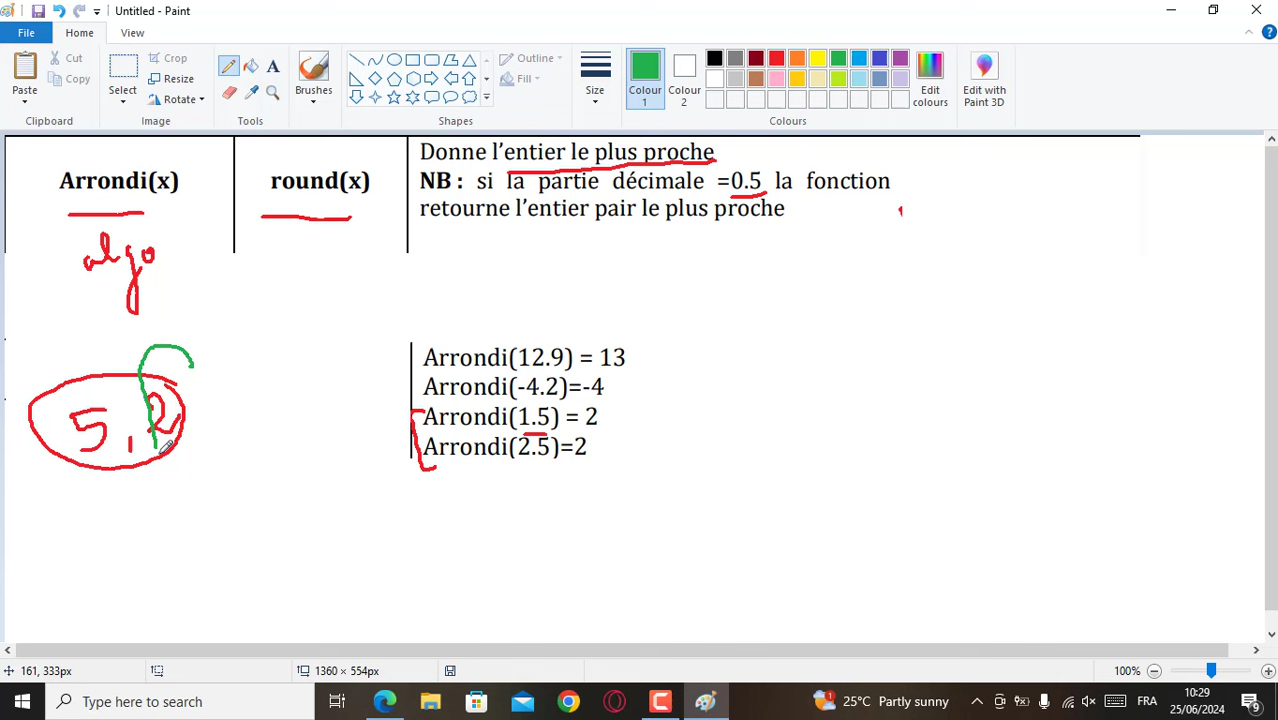 Untitled - Paint
File
Home
View
Paste
Cut
Copy
Clipboard
Select
Crop
Resize
Rotate
Image
Tools
Brushes
Shapes
Outline
Fill
Size
Colour 1
Colour 2
Colours
Edit colours
Edit with Paint 3D
Arrondi(x)
round(x)
Donne l’entier le plus proche
NB : si la partie décimale =0.5 la fonction
retourne l’entier pair le plus proche
algo
5,2
Arrondi(12.9) = 13
Arrondi(-4.2)=-4
Arrondi(1.5) = 2
Arrondi(2.5)=2
161, 333px
1360 × 554px
100%
Type here to search
1
25°C Partly sunny
FRA
10:29
25/06/2024
9